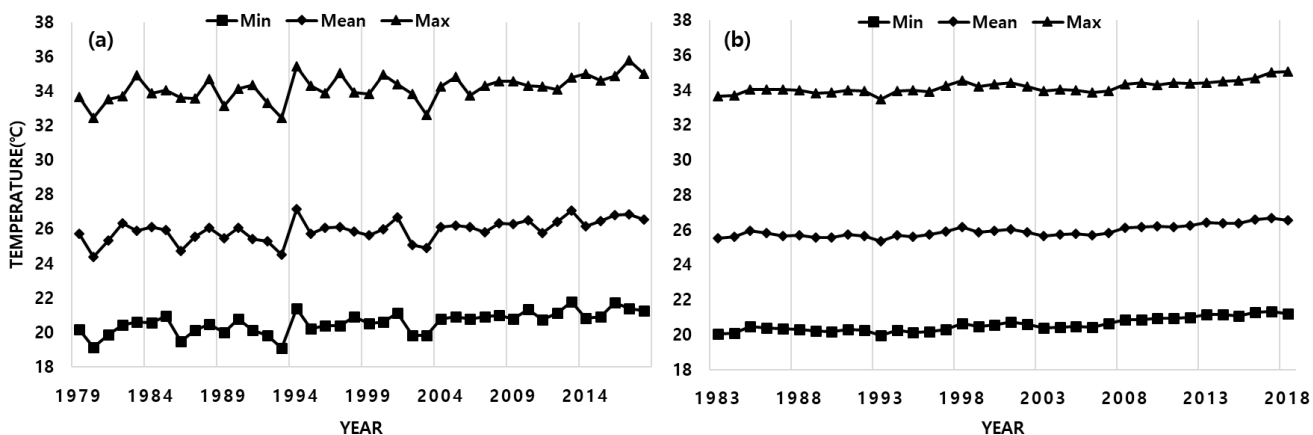 Min Mean Max
(a)
38
36
34
32
30
28
26
24
22
20
18
TEMPERATURE(℃)
1979 1984 1989 1994 1999 2004 2009 2014
YEAR
Min Mean Max
(b)
38
36
34
32
30
28
26
24
22
20
18
1983 1988 1993 1998 2003 2008 2013 2018
YEAR